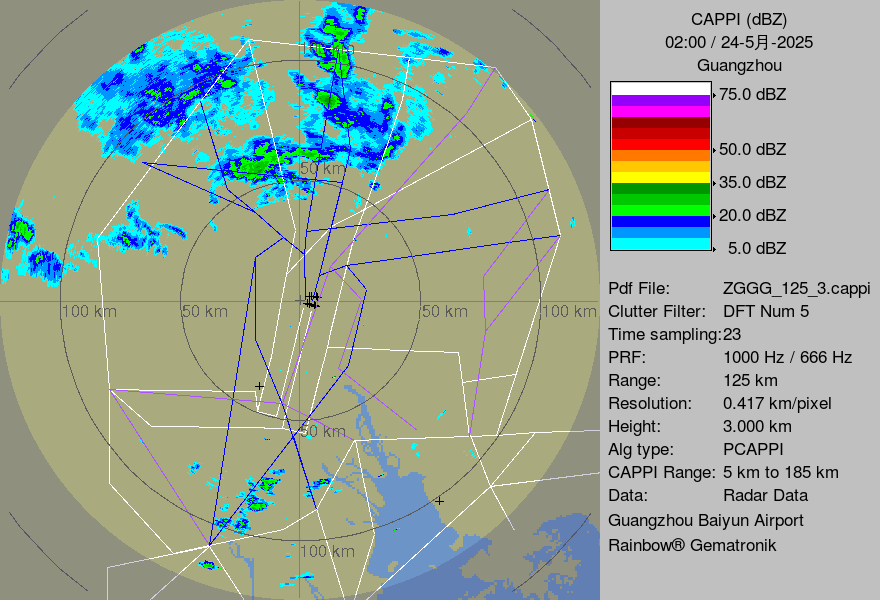 CAPPI (dBZ)
02:00 / 24-5月-2025
Guangzhou
75.0 dBZ
50.0 dBZ
35.0 dBZ
20.0 dBZ
5.0 dBZ
Pdf File: ZGGG_125_3.cappi
Clutter Filter: DFT Num 5
Time sampling:23
PRF: 1000 Hz / 666 Hz
Range: 125 km
Resolution: 0.417 km/pixel
Height: 3.000 km
Alg type: PCAPPI
CAPPI Range: 5 km to 185 km
Data: Radar Data
Guangzhou Baiyun Airport
Rainbow® Gematronik
100 km
50 km
100 km 50 km 50 km 100 km
50 km
100 km